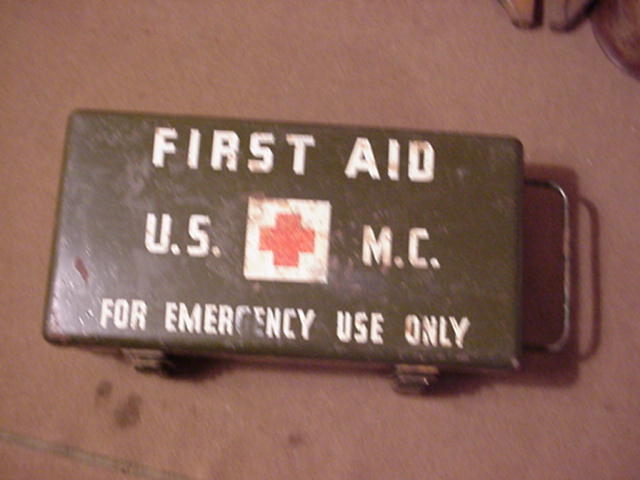 FIRST AID
U.S. M.C.
FOR EMERGENCY USE ONLY